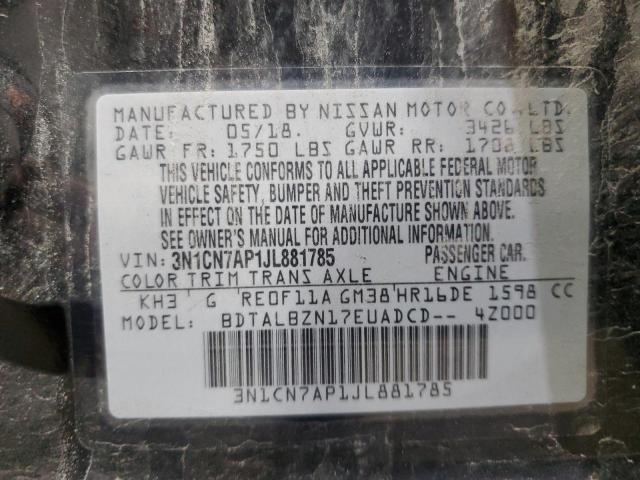 MANUFACTURED BY NISSAN MOTOR CO.,LTD.
DATE: 05/18. GVWR: 3426 LBS
GAWR FR: 1750 LBS GAWR RR: 1702 LBS
THIS VEHICLE CONFORMS TO ALL APPLICABLE FEDERAL MOTOR
VEHICLE SAFETY, BUMPER AND THEFT PREVENTION STANDARDS
IN EFFECT ON THE DATE OF MANUFACTURE SHOWN ABOVE.
SEE OWNER'S MANUAL FOR ADDITIONAL INFORMATION.
VIN: 3N1CN7AP1JL881785 PASSENGER CAR.
COLOR TRIM TRANS AXLE ENGINE
KH3 G RE0F11A GM38 HR16DE 1598 CC
MODEL: BDTALBZN17EUADCD-- 4Z000
3N1CN7AP1JL881785